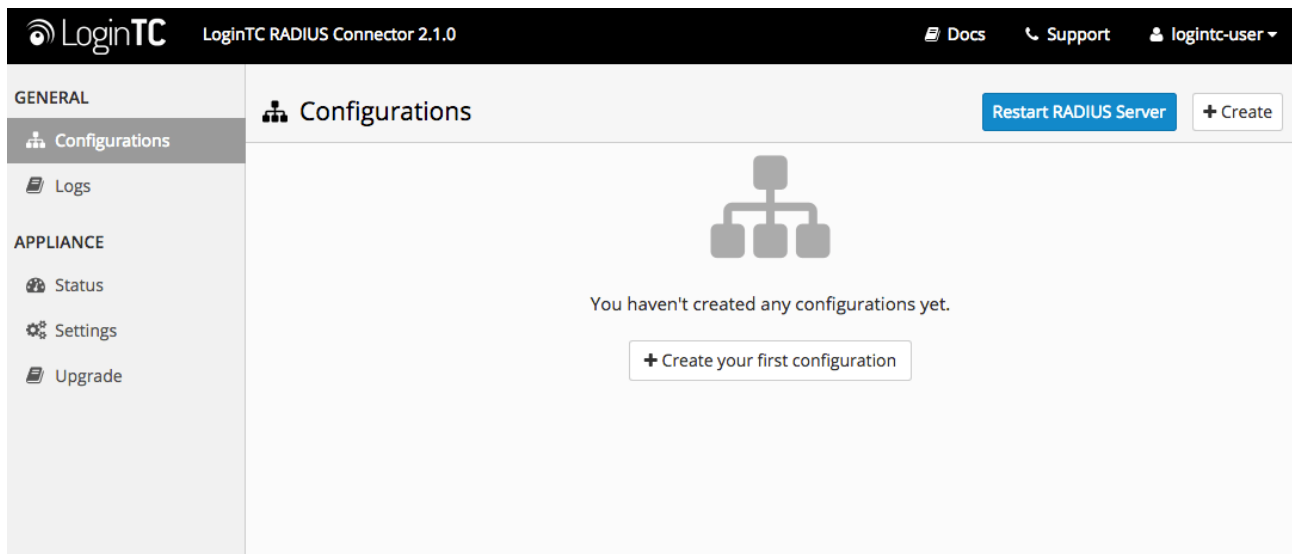 LoginTC LoginTC RADIUS Connector 2.1.0 Docs Support logintc-user
GENERAL
Configurations
Logs
APPLIANCE
Status
Settings
Upgrade
Configurations Restart RADIUS Server + Create
You haven't created any configurations yet.
+ Create your first configuration